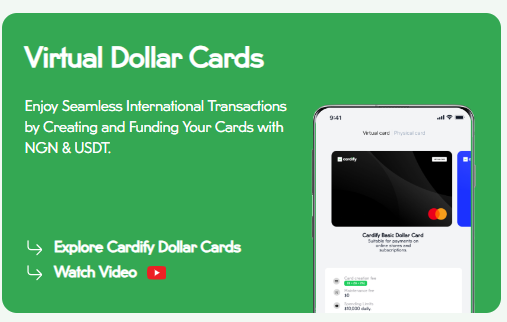 Virtual Dollar Cards
Enjoy Seamless International Transactions
by Creating and Funding Your Cards with
NGN & USDT.
Explore Cardify Dollar Cards
Watch Video
9:41
Virtual card Physical card
cardify
Cardify Basic Dollar Card
Suitable for payments on
online stores and
subscriptions.
Card creation fee
Maintenance fee
$0
Spending Limits
$10,000 daily